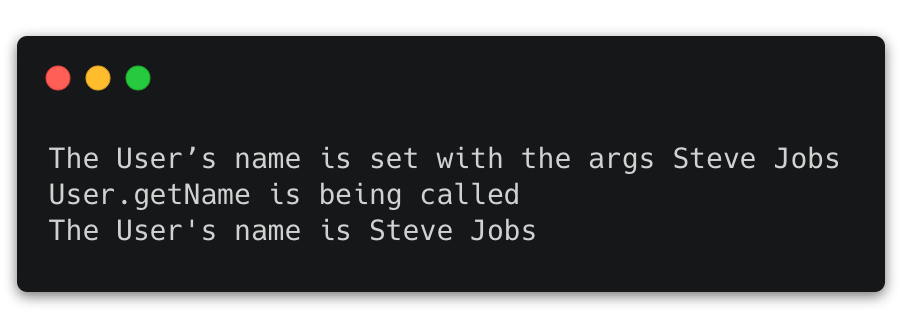 The User’s name is set with the args Steve Jobs
User.getName is being called
The User's name is Steve Jobs